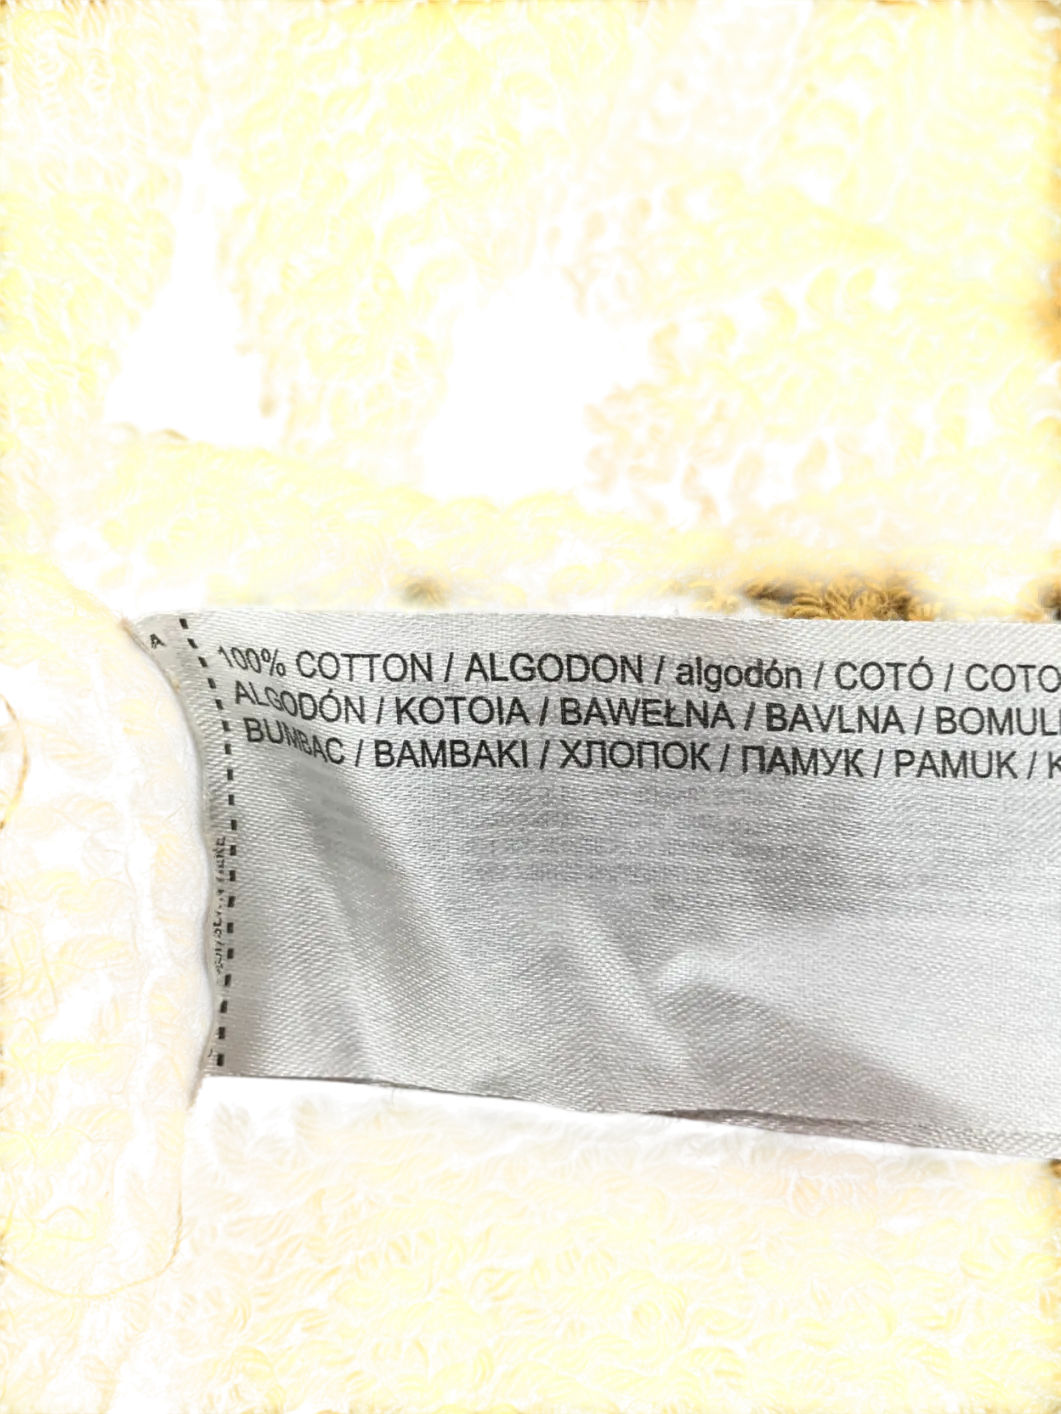 100% COTTON / ALGODON / algodón / COTÓ / COTO
ALGODÓN / KOTOIA / BAWEŁNA / BAVLNA / BOMUL
BUMBAC / BAMBAKI / ХЛОПОК / ПАМУК / PAMUK / K
A